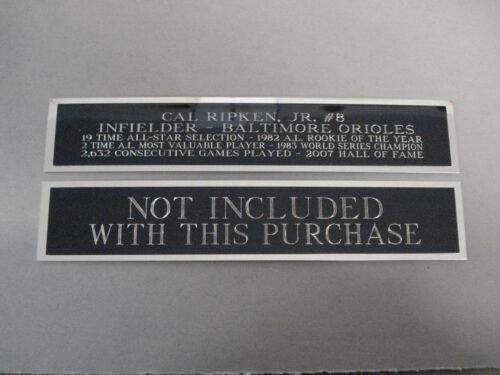 CAL RIPKEN, JR. #8
INFIELDER - BALTIMORE ORIOLES
19 TIME ALL-STAR SELECTION - 1982 A.L. ROOKIE OF THE YEAR
2 TIME A.L. MOST VALUABLE PLAYER - 1983 WORLD SERIES CHAMPION
2,632 CONSECUTIVE GAMES PLAYED - 2007 HALL OF FAME
NOT INCLUDED
WITH THIS PURCHASE